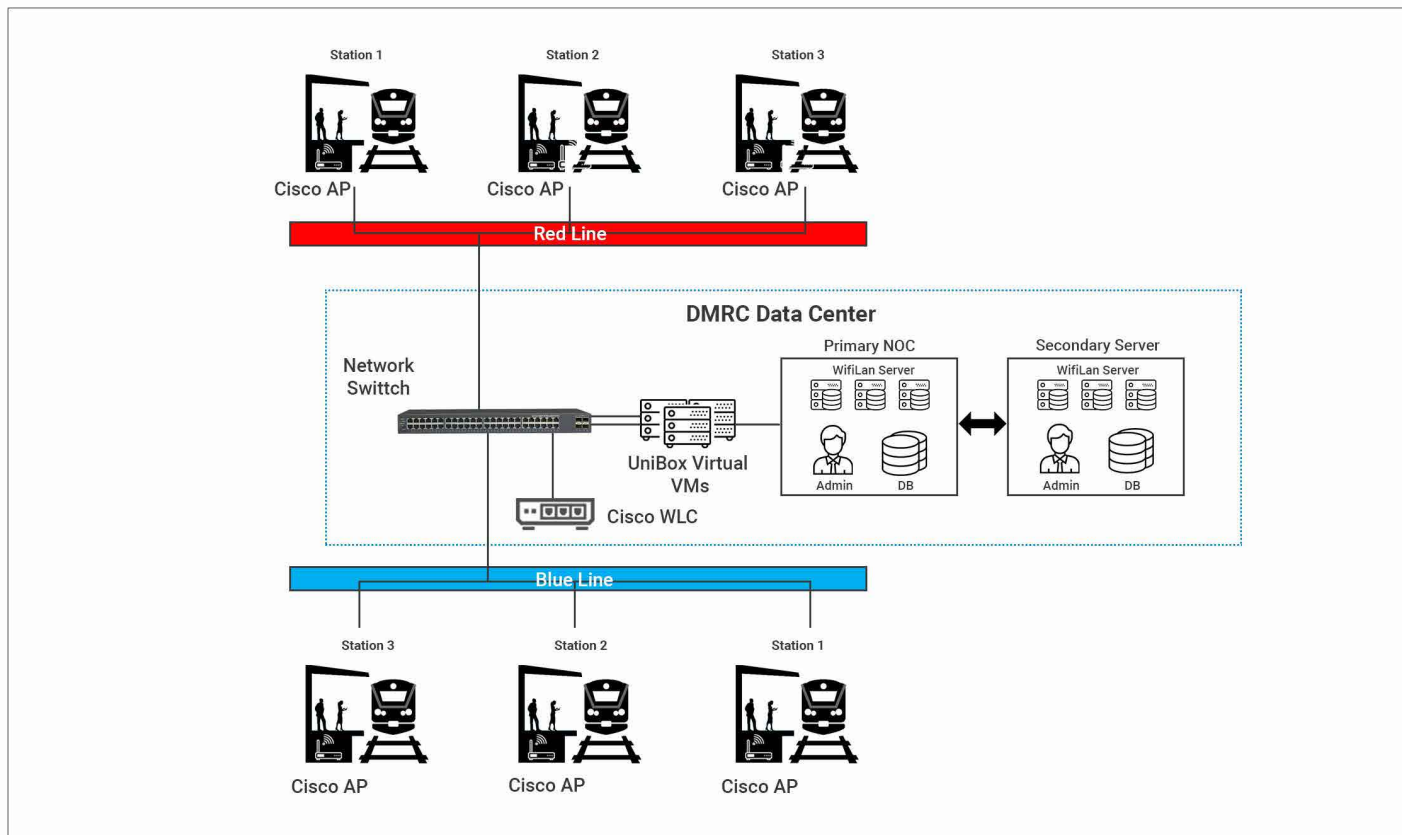 Station 1
Station 2
Station 3
Cisco AP
Cisco AP
Cisco AP
Red Line
DMRC Data Center
Primary NOC
Secondary Server
WifiLan Server
WifiLan Server
Network
Swittch
Admin
DB
Admin
DB
UniBox Virtual
VMs
Cisco WLC
Blue Line
Station 3
Station 2
Station 1
Cisco AP
Cisco AP
Cisco AP